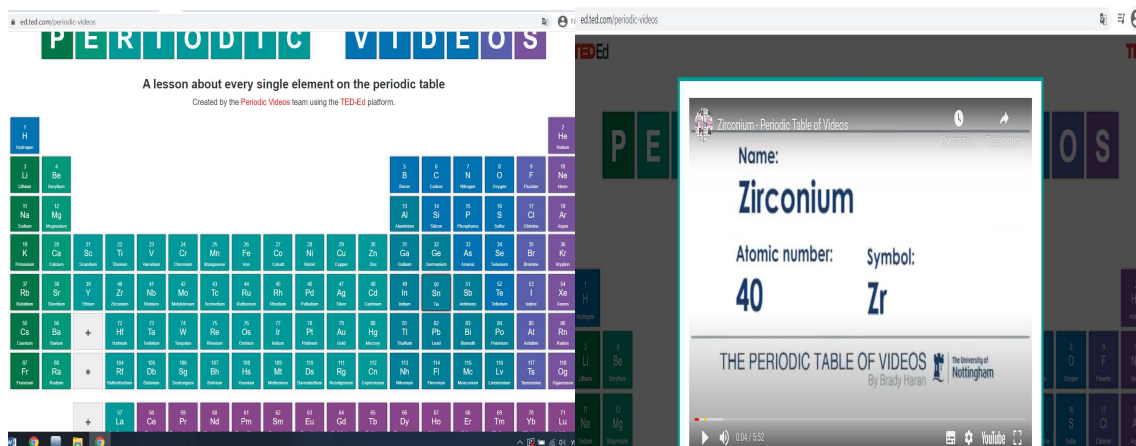 ed.ted.com/periodic-videos
PERIODIC VIDEOS
A lesson about every single element on the periodic table
Created by the Periodic Videos team using the TED-Ed platform.
1 2
H He
Hydrogen Helium
3 4 5 6 7 8 9 10
Li Be B C N O F Ne
Lithium Beryllium Boron Carbon Nitrogen Oxygen Fluorine Neon
11 12 13 14 15 16 17 18
Na Mg Al Si P S Cl Ar
Sodium Magnesium Aluminium Silicon Phosphorus Sulfur Chlorine Argon
19 20 21 22 23 24 25 26 27 28 29 30 31 32 33 34 35 36
K Ca Sc Ti V Cr Mn Fe Co Ni Cu Zn Ga Ge As Se Br Kr
Potassium Calcium Scandium Titanium Vanadium Chromium Manganese Iron Cobalt Nickel Copper Zinc Gallium Germanium Arsenic Selenium Bromine Krypton
37 38 39 40 41 42 43 44 45 46 47 48 49 50 51 52 53 54
Rb Sr Y Zr Nb Mo Tc Ru Rh Pd Ag Cd In Sn Sb Te I Xe
Rubidium Strontium Yttrium Zirconium Niobium Molybdenum Technetium Ruthenium Rhodium Palladium Silver Cadmium Indium Tin Antimony Tellurium Iodine Xenon
55 56 72 73 74 75 76 77 78 79 80 81 82 83 84 85 86
Cs Ba + Hf Ta W Re Os Ir Pt Au Hg Tl Pb Bi Po At Rn
Caesium Barium Hafnium Tantalum Tungsten Rhenium Osmium Iridium Platinum Gold Mercury Thallium Lead Bismuth Polonium Astatine Radon
87 88 104 105 106 107 108 109 110 111 112 113 114 115 116 117 118
Fr Ra * Rf Db Sg Bh Hs Mt Ds Rg Cn Nh Fl Mc Lv Ts Og
Francium Radium Rutherfordium Dubnium Seaborgium Bohrium Hassium Meitnerium Darmstadtium Roentgenium Copernicium Nihonium Flerovium Moscovium Livermorium Tennessine Oganesson
57 58 59 60 61 62 63 64 65 66 67 68 69 70 71
+ La Ce Pr Nd Pm Sm Eu Gd Tb Dy Ho Er Tm Yb Lu
ed.ted.com/periodic-videos
TEDEd
PE OS
Zirconium - Periodic Table of Videos
Name:
Zirconium
Atomic number: Symbol:
40 Zr
THE PERIODIC TABLE OF VIDEOS
By Brady Haran
The University of
Nottingham
0:04 / 5:52
YouTube